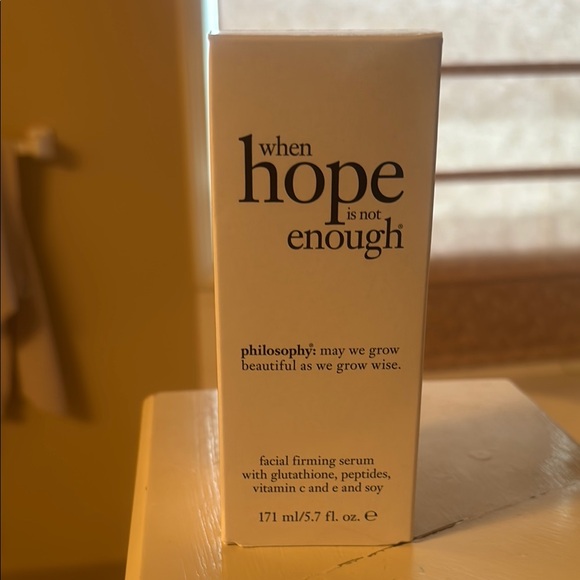 when
hope
is not
enough®
philosophy®: may we grow
beautiful as we grow wise.
facial firming serum
with glutathione, peptides,
vitamin c and e and soy
171 ml/5.7 fl. oz. ℮